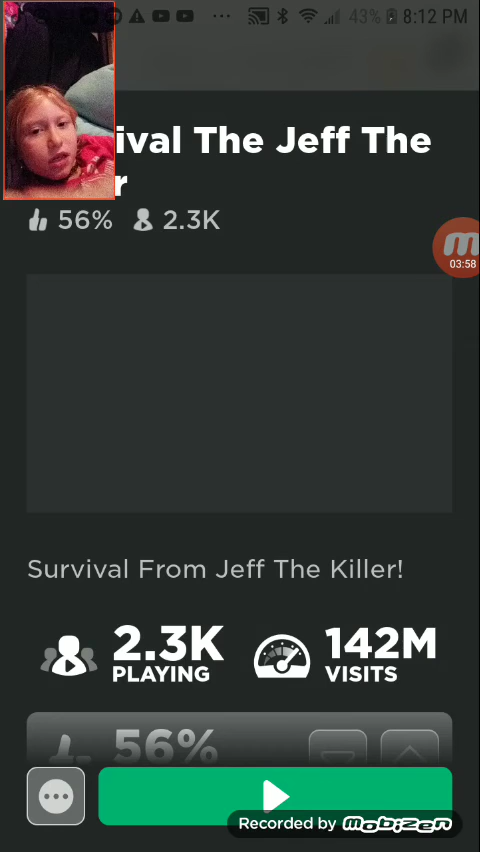 43% 8:12 PM
ival The Jeff The
r
56% 2.3K
03:58
Survival From Jeff The Killer!
2.3K 142M
PLAYING VISITS
56%
Recorded by mobizen